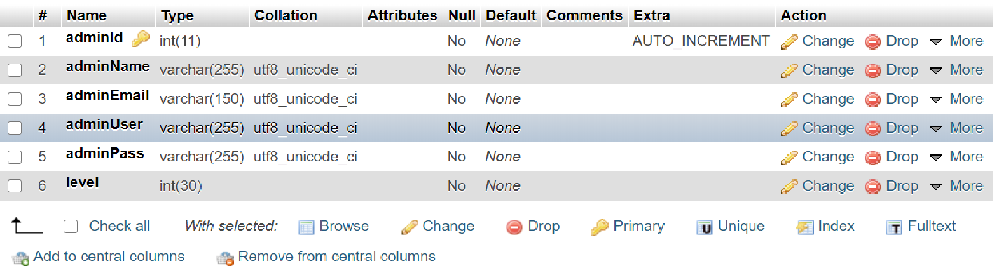 # Name Type Collation Attributes Null Default Comments Extra Action
1 adminId int(11) No None AUTO_INCREMENT Change Drop More
2 adminName varchar(255) utf8_unicode_ci No None Change Drop More
3 adminEmail varchar(150) utf8_unicode_ci No None Change Drop More
4 adminUser varchar(255) utf8_unicode_ci No None Change Drop More
5 adminPass varchar(255) utf8_unicode_ci No None Change Drop More
6 level int(30) No None Change Drop More
Check all With selected: Browse Change Drop Primary Unique Index Fulltext
Add to central columns Remove from central columns